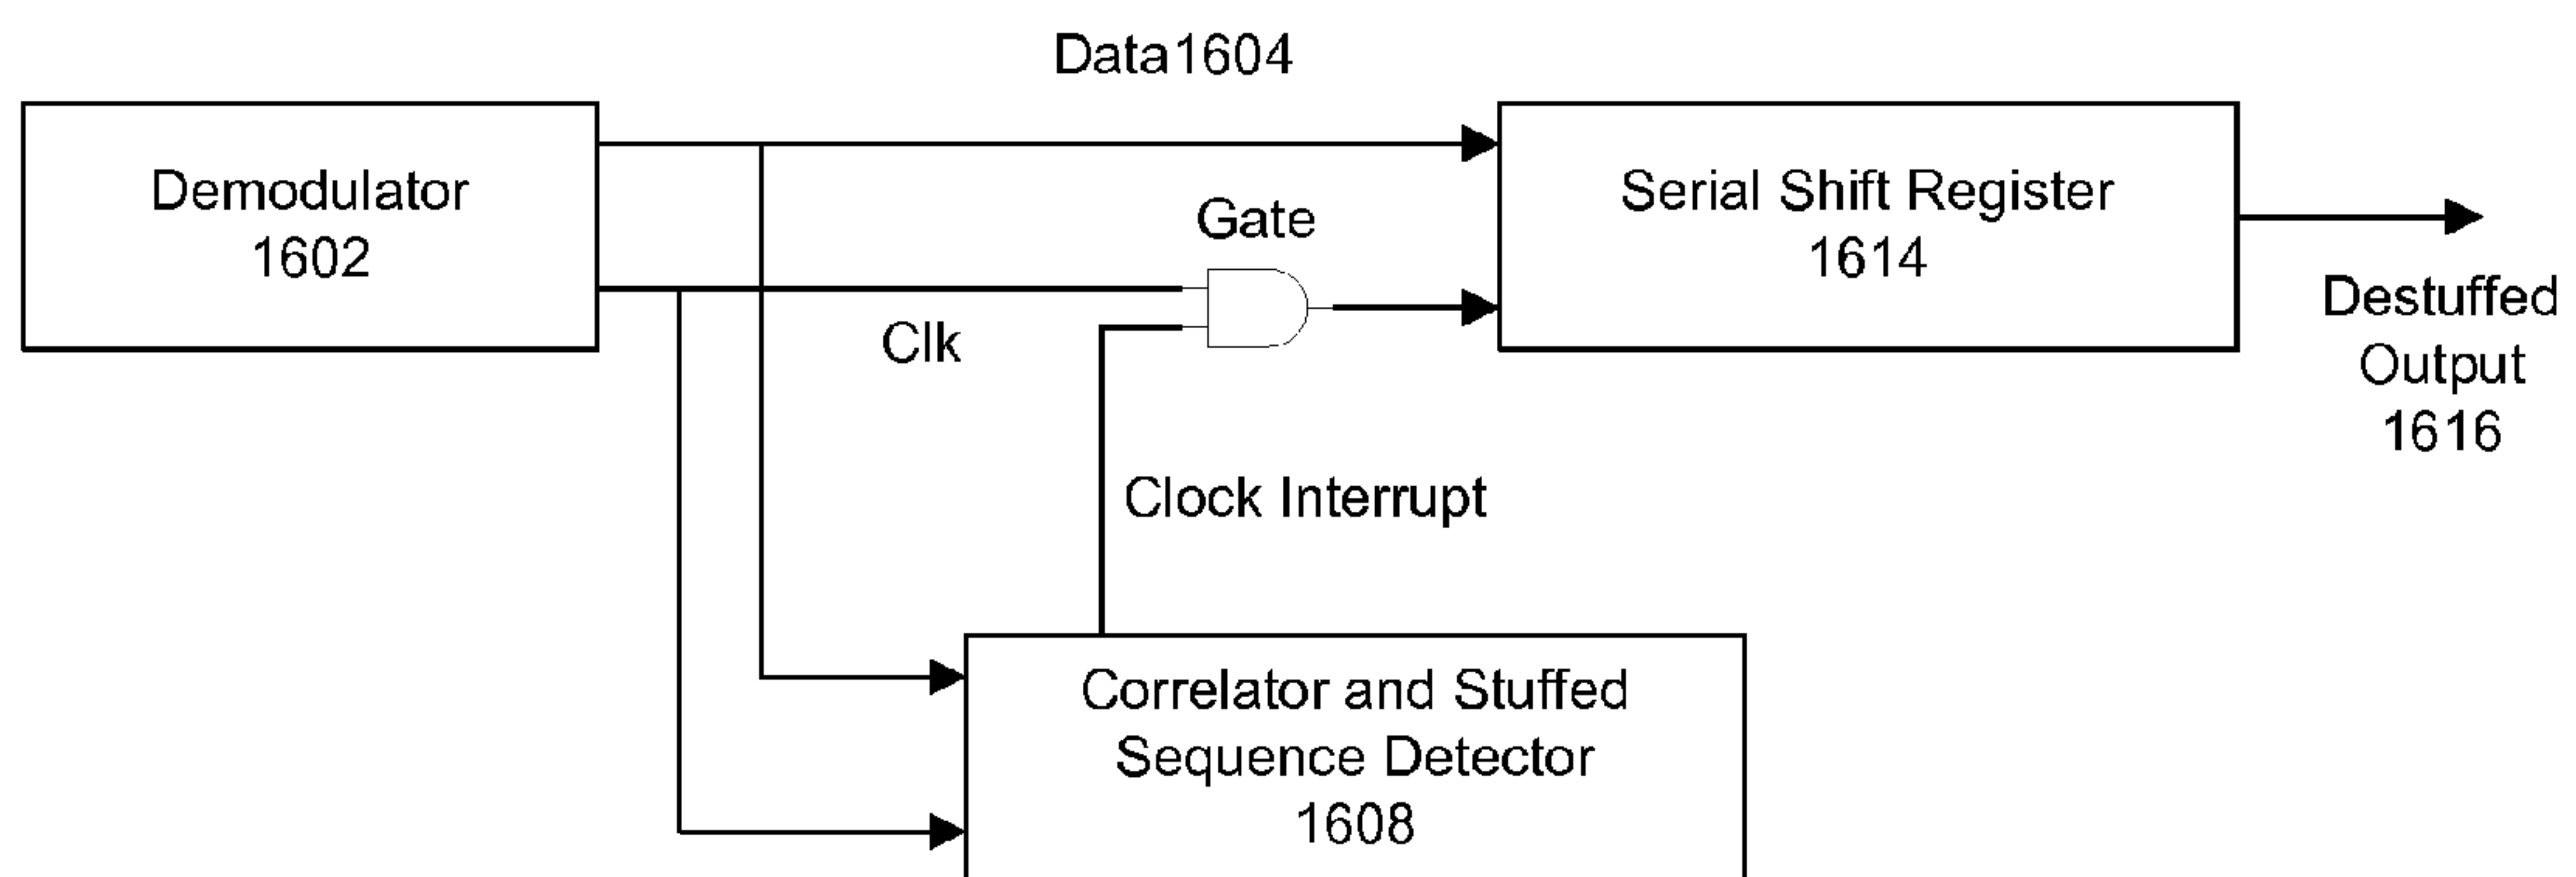 Data1604
Demodulator
1602
Gate
Serial Shift Register
1614
Clk
Destuffed
Output
1616
Clock Interrupt
Correlator and Stuffed
Sequence Detector
1608